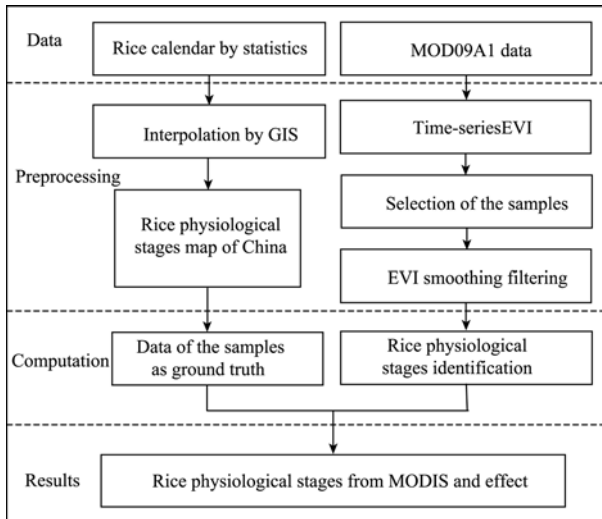 Data
Rice calendar by statistics
MOD09A1 data
Preprocessing
Interpolation by GIS
Time-seriesEVI
Rice physiological
stages map of China
Selection of the samples
EVI smoothing filtering
Computation
Data of the samples
as ground truth
Rice physiological
stages identification
Results
Rice physiological stages from MODIS and effect